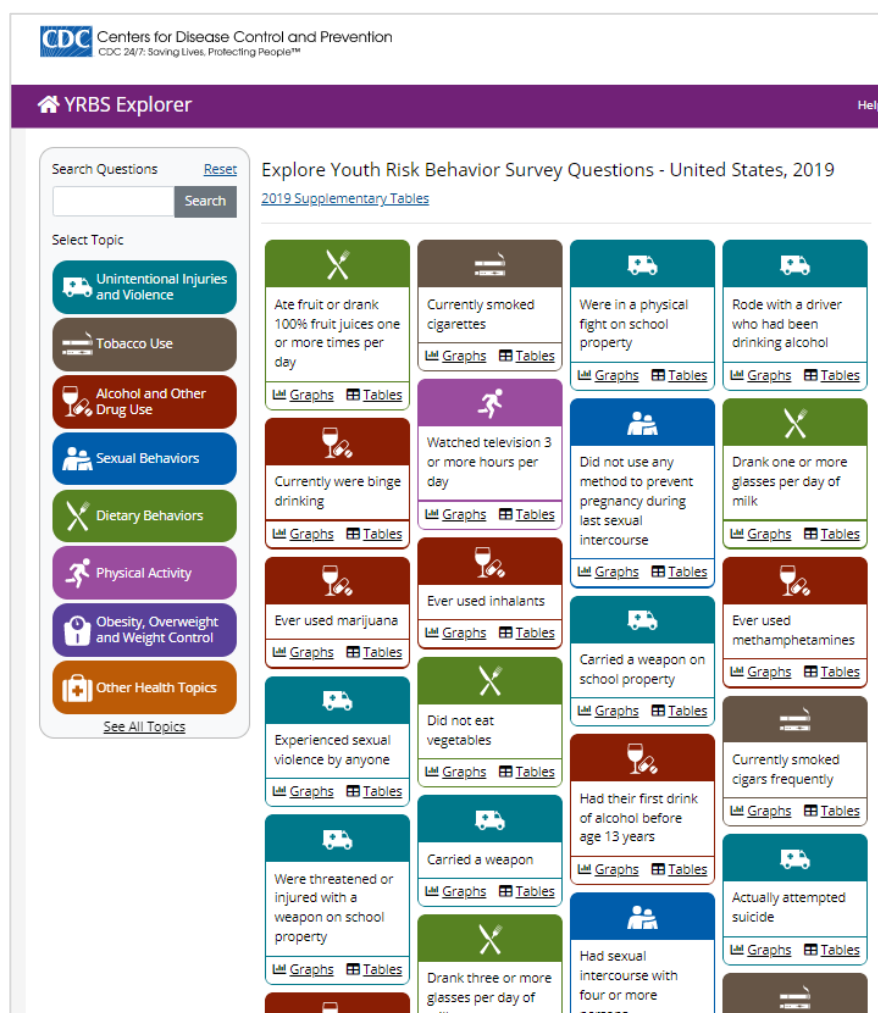 CDC Centers for Disease Control and Prevention
CDC 24/7: Saving Lives, Protecting People™
YRBS Explorer
Search Questions Reset
Search
Select Topic
Unintentional Injuries
and Violence
Tobacco Use
Alcohol and Other
Drug Use
Sexual Behaviors
Dietary Behaviors
Physical Activity
Obesity, Overweight
and Weight Control
Other Health Topics
See All Topics
Explore Youth Risk Behavior Survey Questions - United States, 2019
2019 Supplementary Tables
Ate fruit or drank
100% fruit juices one
or more times per
day
Graphs Tables
Currently were binge
drinking
Graphs Tables
Ever used marijuana
Graphs Tables
Experienced sexual
violence by anyone
Graphs Tables
Were threatened or
injured with a
weapon on school
property
Graphs Tables
Currently smoked
cigarettes
Graphs Tables
Watched television 3
or more hours per
day
Graphs Tables
Ever used inhalants
Graphs Tables
Did not eat
vegetables
Graphs Tables
Carried a weapon
Graphs Tables
Drank three or more
glasses per day of
Were in a physical
fight on school
property
Graphs Tables
Did not use any
method to prevent
pregnancy during
last sexual
intercourse
Graphs Tables
Carried a weapon on
school property
Graphs Tables
Had their first drink
of alcohol before
age 13 years
Graphs Tables
Had sexual
intercourse with
four or more
Rode with a driver
who had been
drinking alcohol
Graphs Tables
Drank one or more
glasses per day of
milk
Graphs Tables
Ever used
methamphetamines
Graphs Tables
Currently smoked
cigars frequently
Graphs Tables
Actually attempted
suicide
Graphs Tables